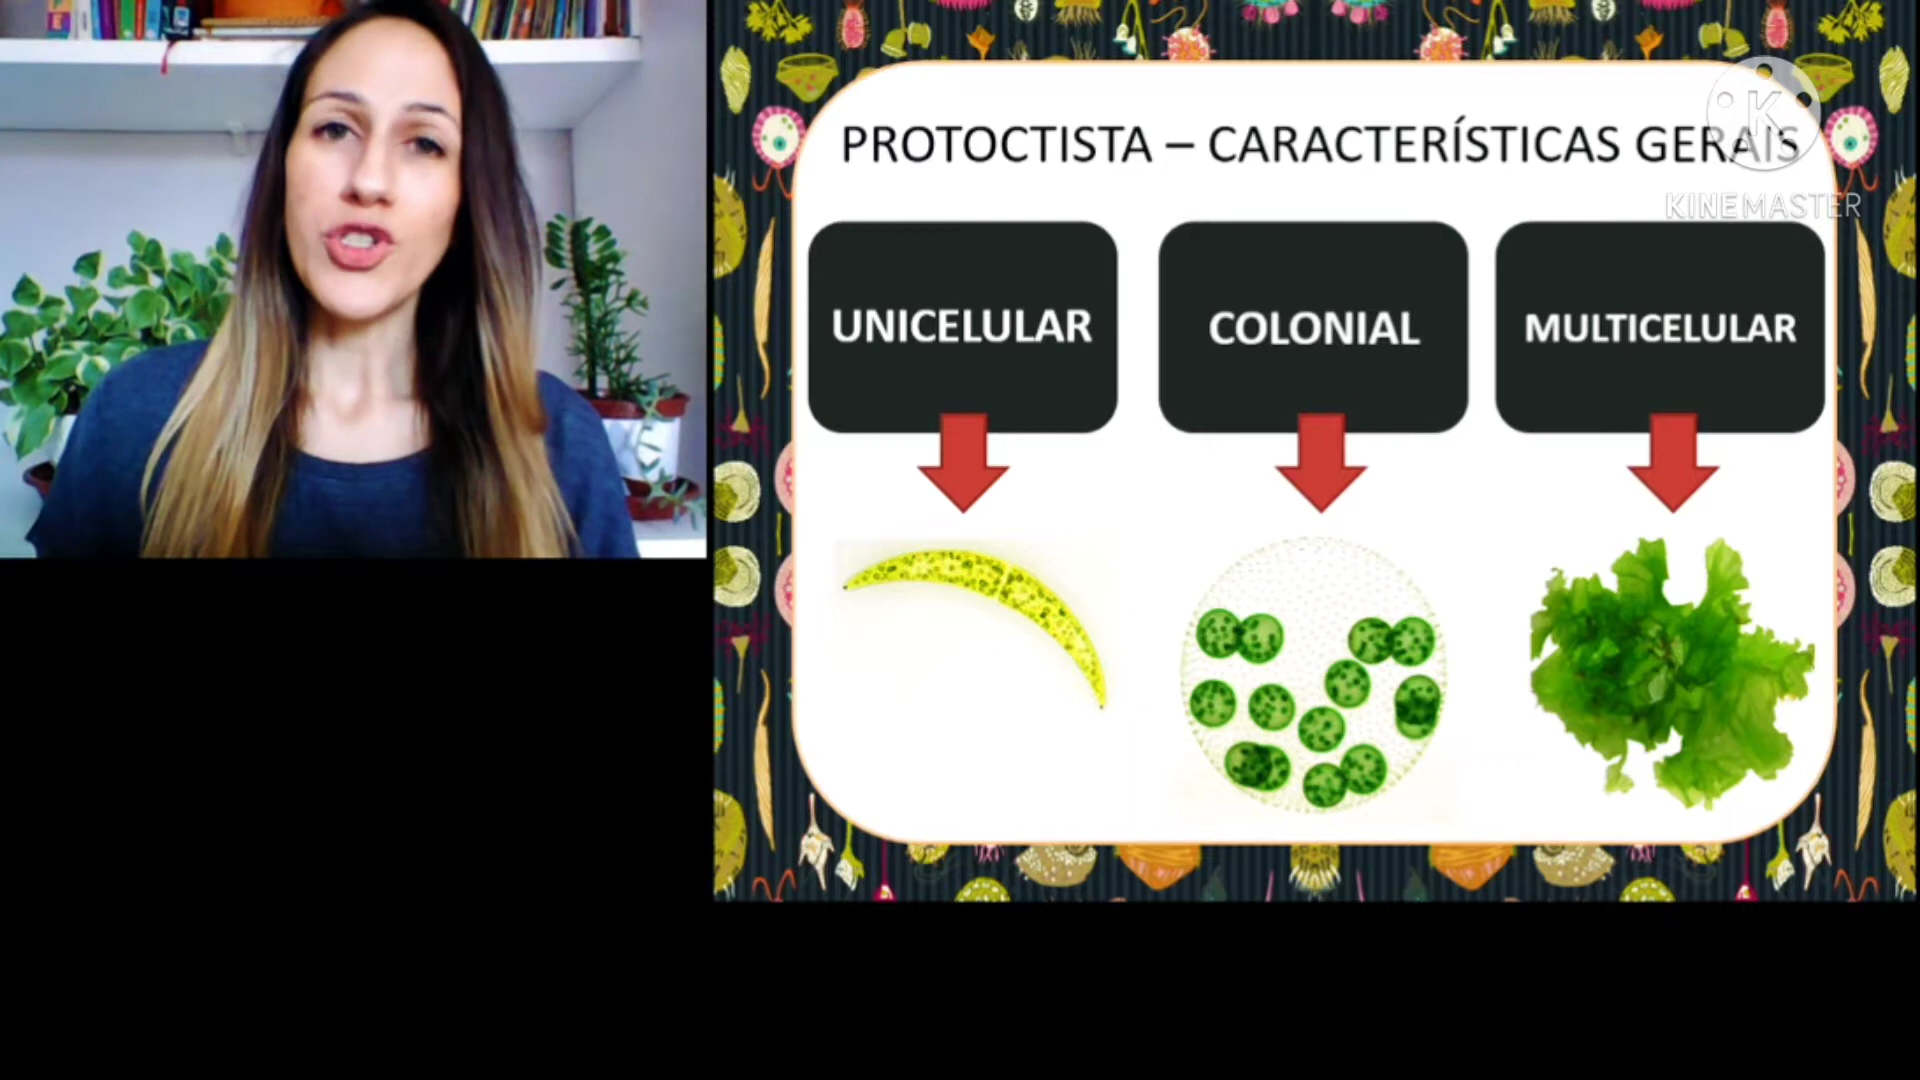 PROTOCTISTA – CARACTERÍSTICAS GERAIS
KINEMASTER
UNICELULAR
COLONIAL
MULTICELULAR